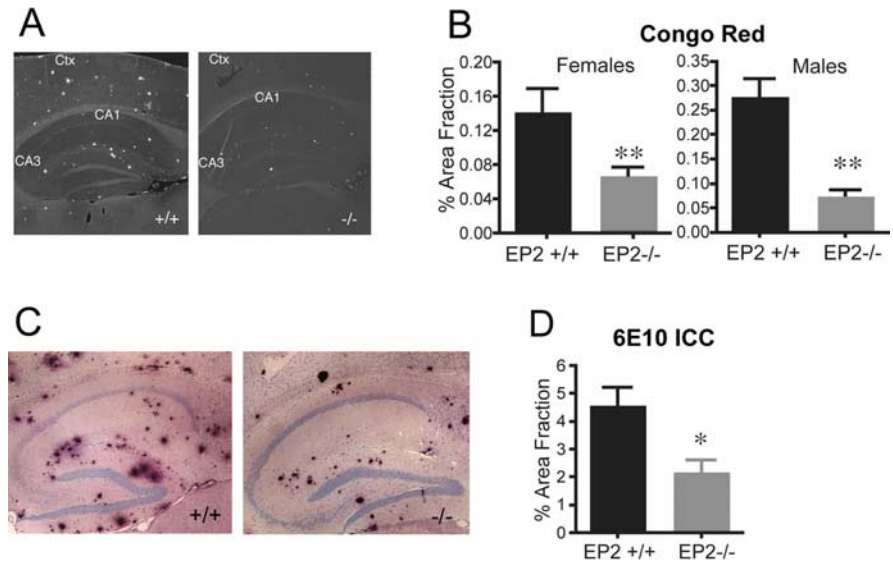 A
Ctx
CA1
CA3
+/+
Ctx
CA1
CA3
-/-
B
Congo Red
Females
% Area Fraction
0.20
0.16
0.12
0.08
0.04
0.00
**
EP2 +/+
EP2-/-
Males
0.35
0.30
0.25
0.20
0.15
0.10
0.05
0.00
**
EP2 +/+
EP2-/-
C
+/+
-/-
D
6E10 ICC
% Area Fraction
6
5
4
3
2
1
0
*
EP2 +/+
EP2-/-